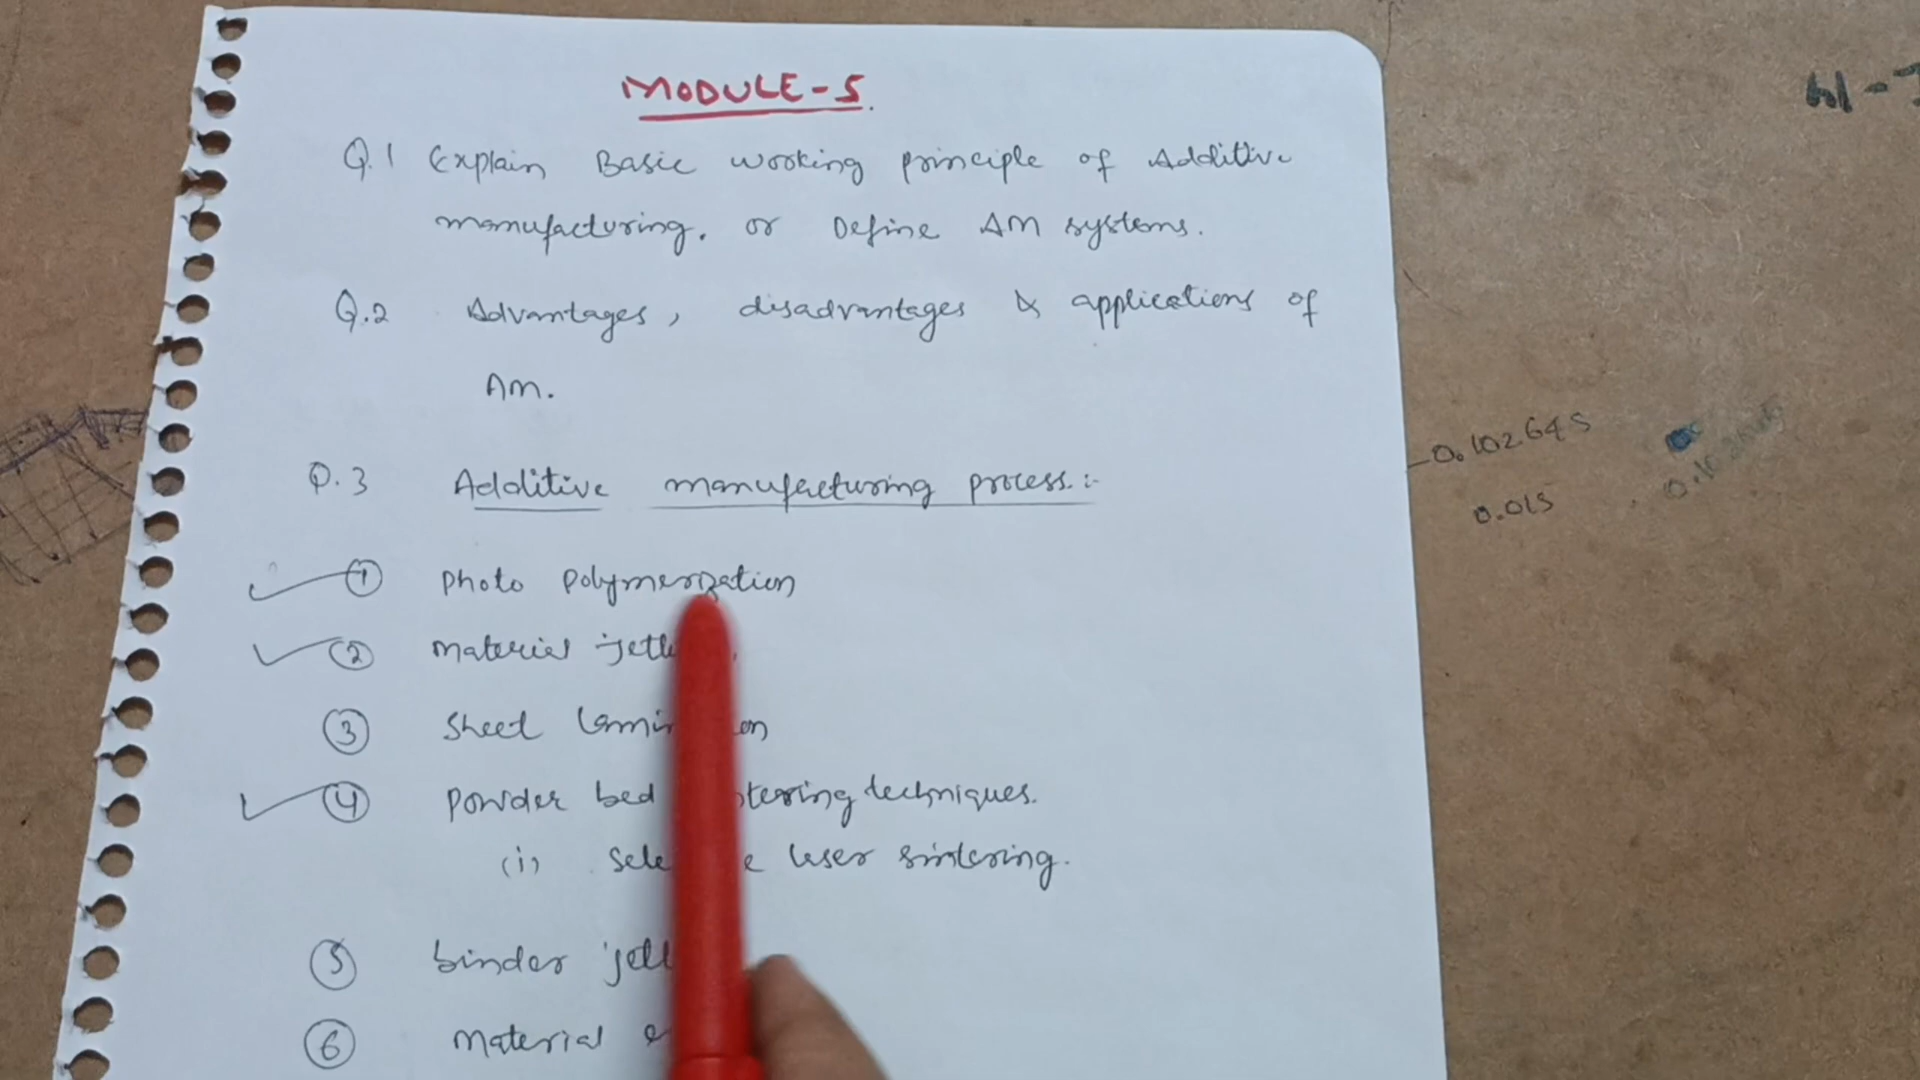 MODULE-5.
Q.1 Explain Basic working principle of Additive
manufacturing. or Define AM systems.
Q.2 Advantages, disadvantages & applications of
AM.
Q.3 Additive manufacturing process:-
① Photo polymerization
② material
③ Sheet
④ Powder bed techniques.
(i) laser sintering.
⑤ binder
⑥ Material
-0.102645
0.015